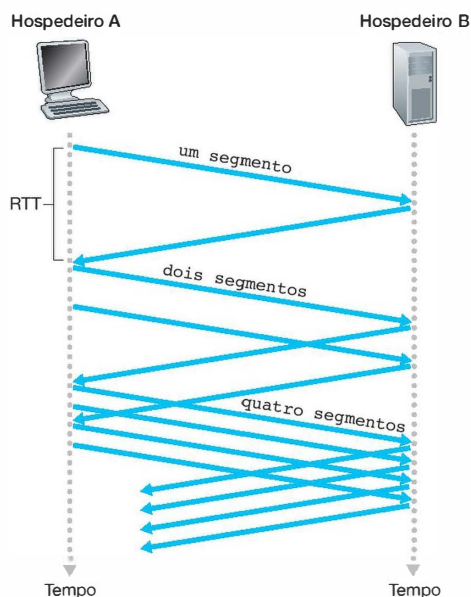 Hospedeiro A
Hospedeiro B
um segmento
RTT
dois segmentos
quatro segmentos
Tempo
Tempo